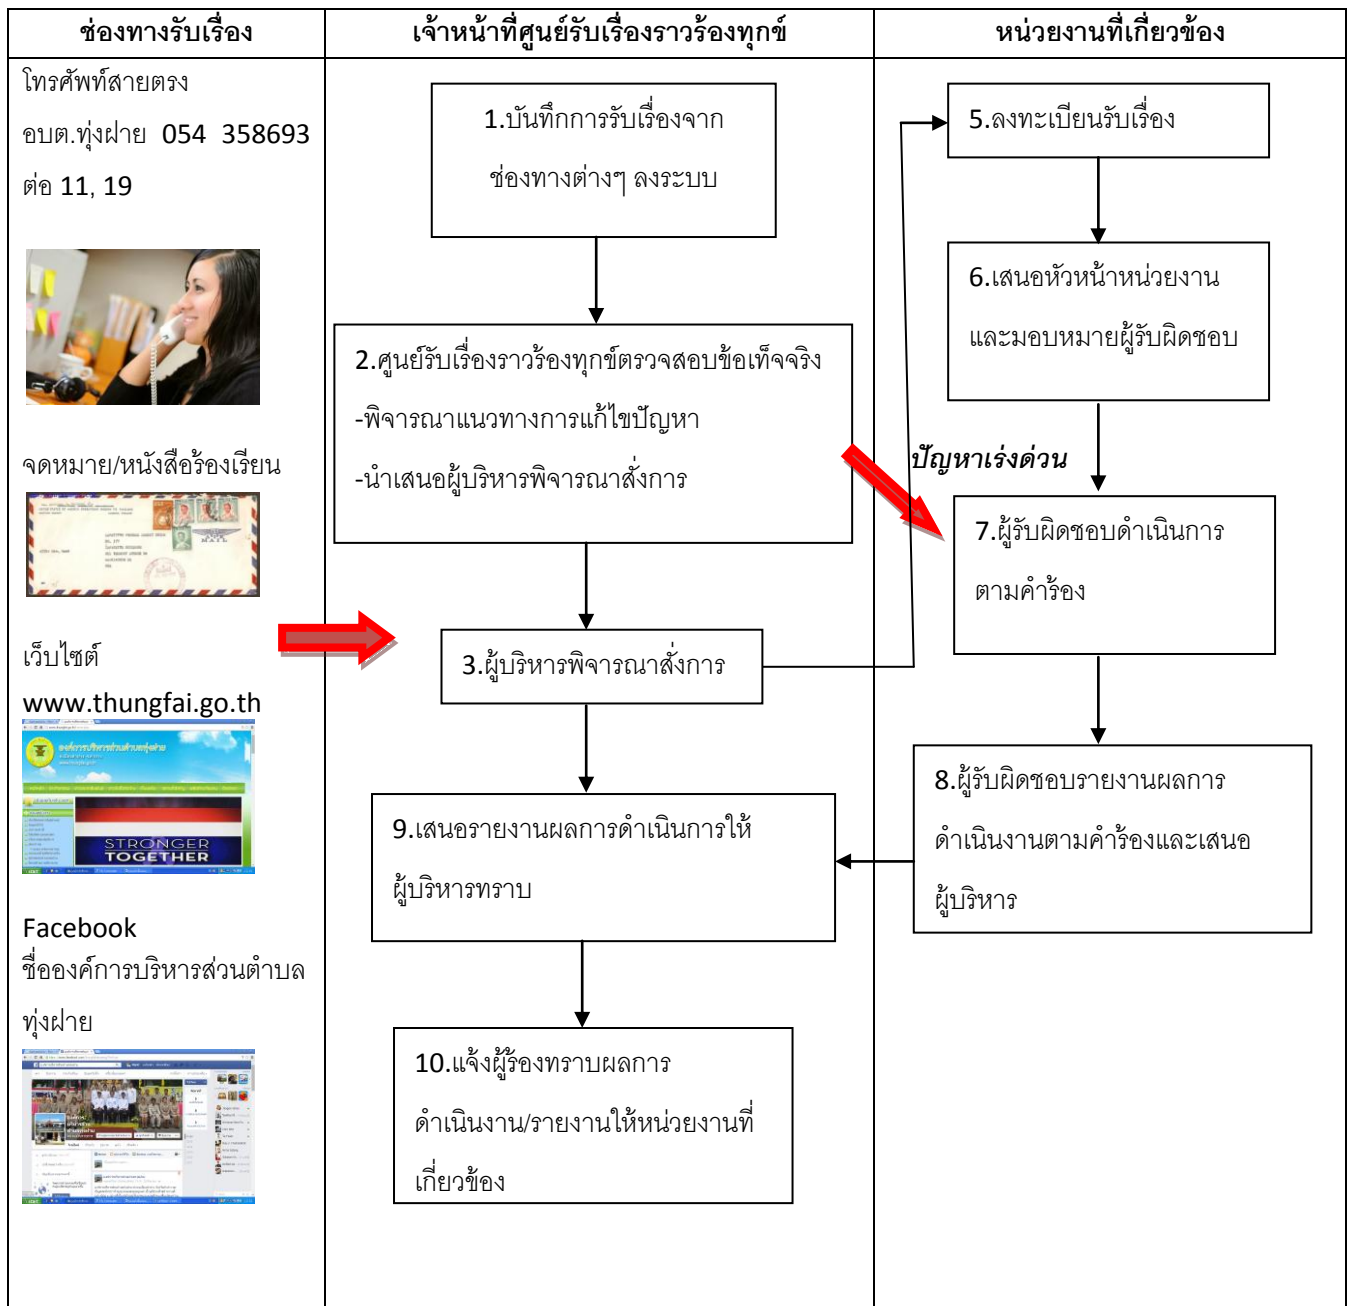 ช่องทางรับเรื่อง
เจ้าหน้าที่ศูนย์รับเรื่องราวร้องทุกข์
หน่วยงานที่เกี่ยวข้อง
โทรศัพท์สายตรง
อบต.ทุ่งฝาย 054 358693
ต่อ 11, 19
จดหมาย/หนังสือร้องเรียน
เว็บไซต์
www.thungfai.go.th
องค์การบริหารส่วนตำบลทุ่งฝาย
STRONGER
TOGETHER
Facebook
ชื่อองค์การบริหารส่วนตำบล
ทุ่งฝาย
1.บันทึกการรับเรื่องจาก
ช่องทางต่างๆ ลงระบบ
2.ศูนย์รับเรื่องราวร้องทุกข์ตรวจสอบข้อเท็จจริง
-พิจารณาแนวทางการแก้ไขปัญหา
-นำเสนอผู้บริหารพิจารณาสั่งการ
3.ผู้บริหารพิจารณาสั่งการ
9.เสนอรายงานผลการดำเนินการให้
ผู้บริหารทราบ
10.แจ้งผู้ร้องทราบผลการ
ดำเนินงาน/รายงานให้หน่วยงานที่
เกี่ยวข้อง
5.ลงทะเบียนรับเรื่อง
6.เสนอหัวหน้าหน่วยงาน
และมอบหมายผู้รับผิดชอบ
ปัญหาเร่งด่วน
7.ผู้รับผิดชอบดำเนินการ
ตามคำร้อง
8.ผู้รับผิดชอบรายงานผลการ
ดำเนินงานตามคำร้องและเสนอ
ผู้บริหาร